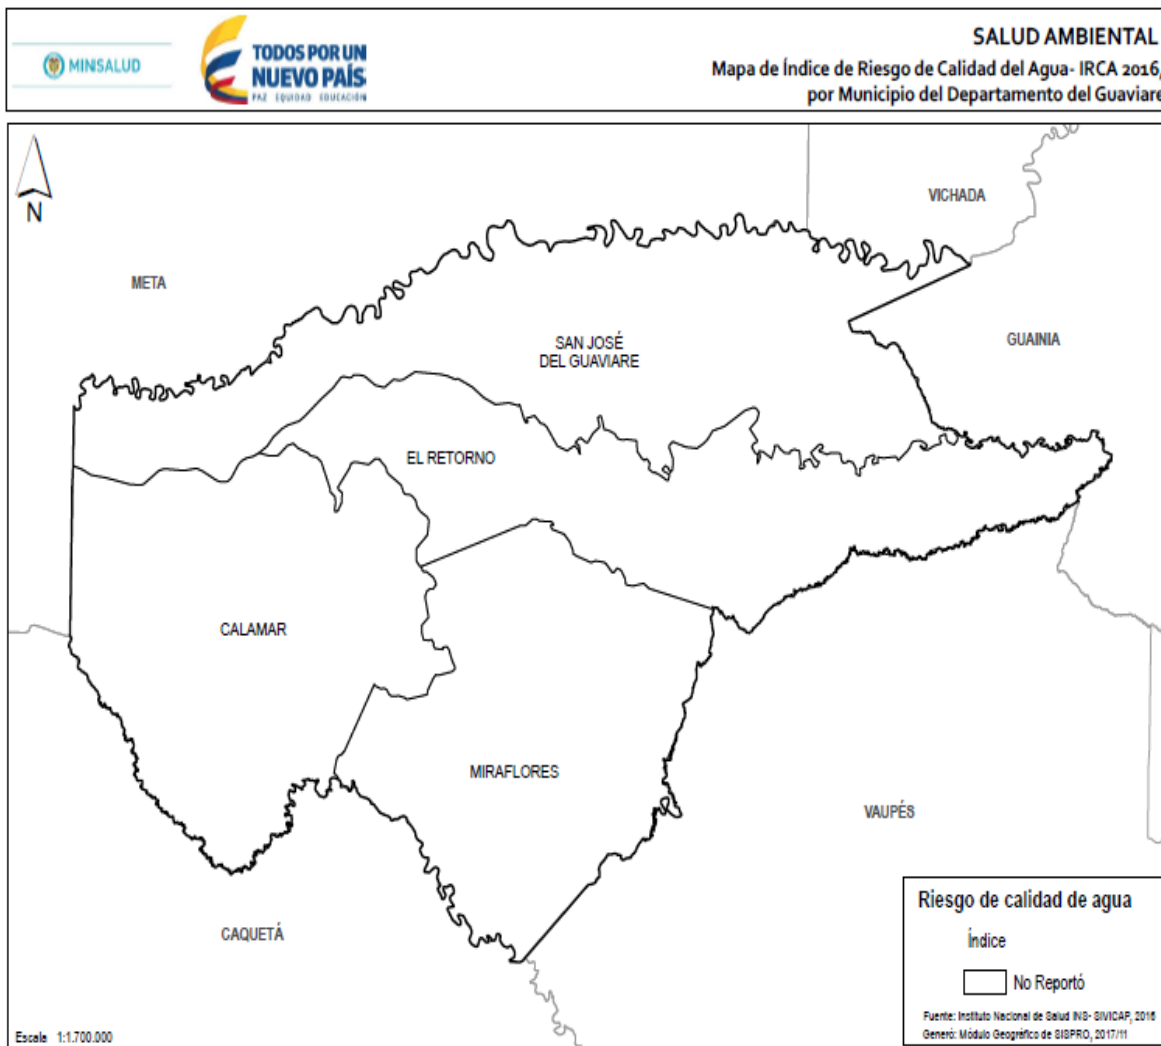 MINSALUD
TODOS POR UN
NUEVO PAÍS
PAZ EQUIDAD EDUCACIÓN
SALUD AMBIENTAL
Mapa de Índice de Riesgo de Calidad del Agua- IRCA 2016,
por Municipio del Departamento del Guaviare
N
VICHADA
META
SAN JOSÉ
DEL GUAVIARE
GUAINIA
EL RETORNO
CALAMAR
MIRAFLORES
VAUPÉS
CAQUETÁ
Riesgo de calidad de agua
Índice
No Reportó
Fuente: Instituto Nacional de Salud INS- SIVICAP, 2016
Generó: Módulo Geográfico de SISPRO, 2017/11
Escala 1:1.700.000